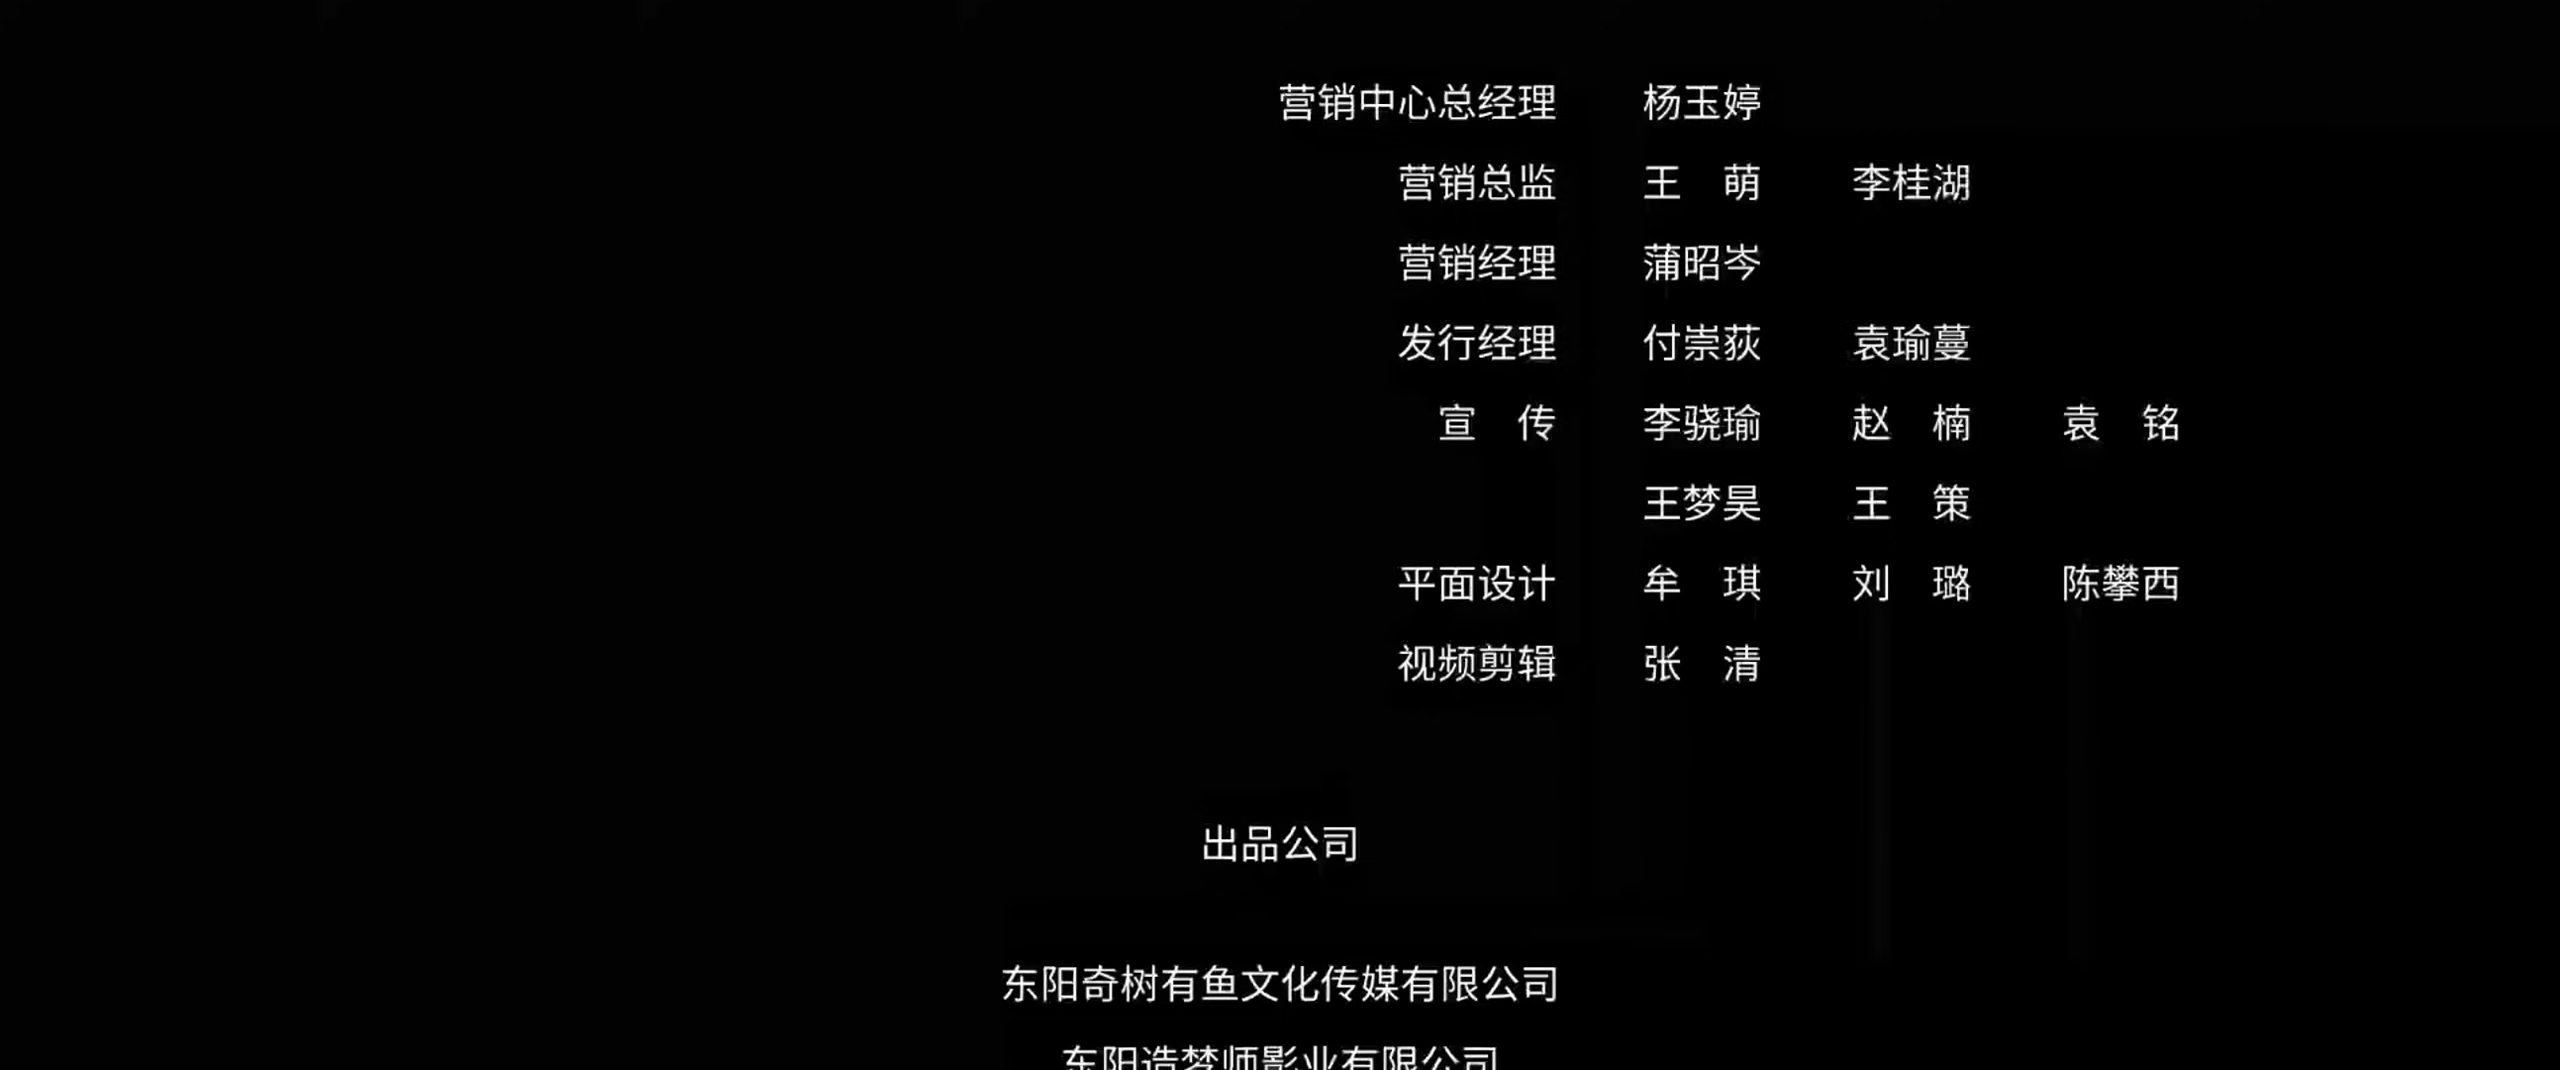 营销中心总经理 杨玉婷
营销总监 王 萌 李桂湖
营销经理 蒲昭岑
发行经理 付崇荻 袁瑜蔓
宣 传 李骁瑜 赵 楠 袁 铭
王梦昊 王 策
平面设计 牟 琪 刘 璐 陈攀西
视频剪辑 张 清
出品公司
东阳奇树有鱼文化传媒有限公司
东阳造梦师影业有限公司